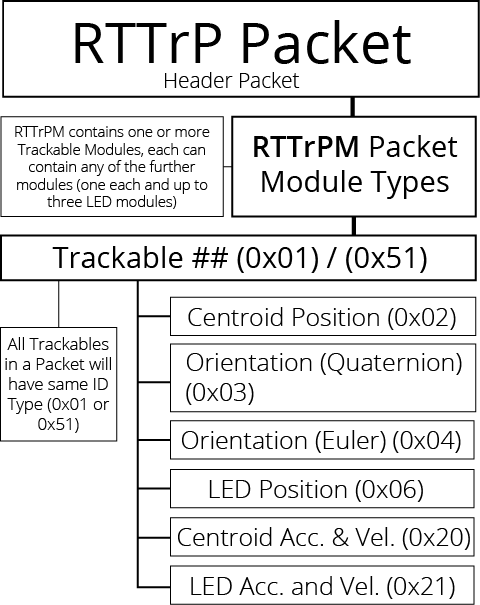 RTTrP Packet
Header Packet
RTTrPM contains one or more
Trackable Modules, each can
contain any of the further
modules (one each and up to
three LED modules)
RTTrPM Packet
Module Types
Trackable ## (0x01) / (0x51)
All Trackables
in a Packet will
have same ID
Type (0x01 or
0x51)
Centroid Position (0x02)
Orientation (Quaternion)
(0x03)
Orientation (Euler) (0x04)
LED Position (0x06)
Centroid Acc. & Vel. (0x20)
LED Acc. and Vel. (0x21)